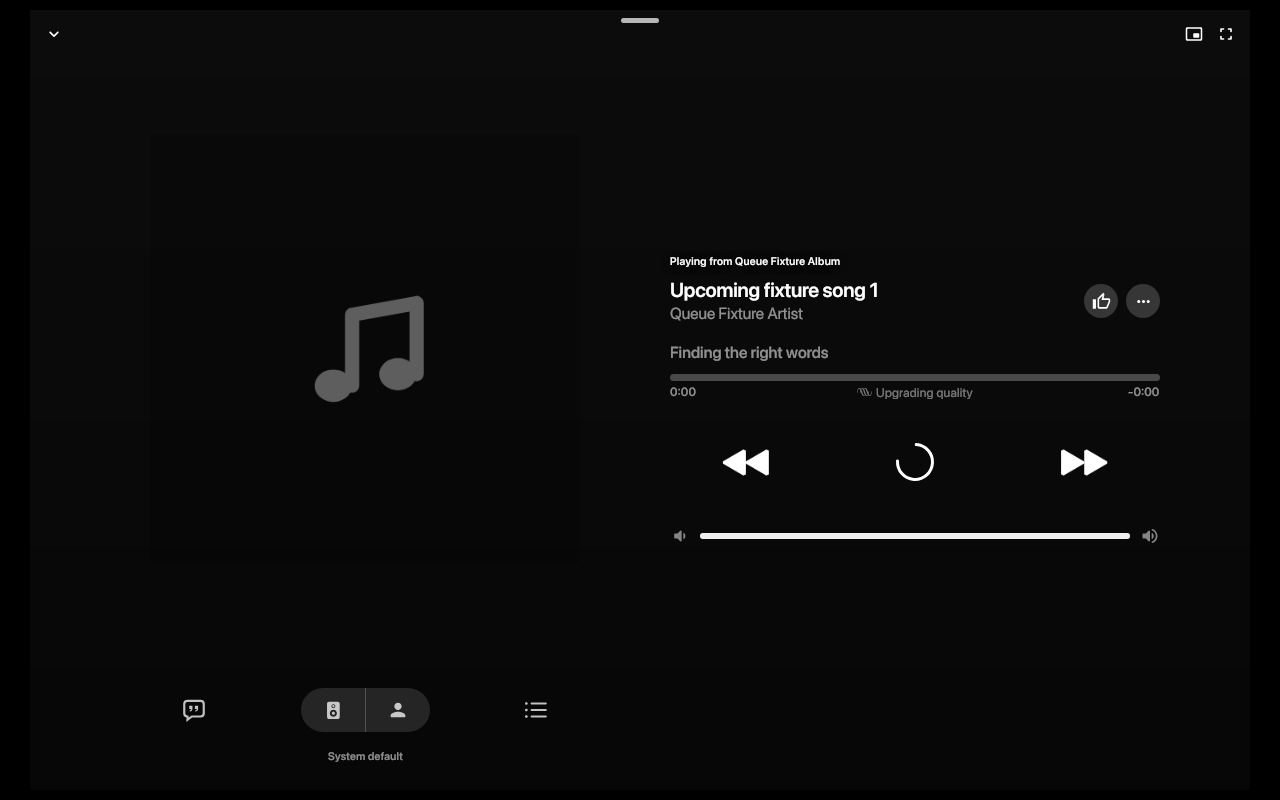 Playing from Queue Fixture Album
Upcoming fixture song 1
Queue Fixture Artist
Finding the right words
0:00
Upgrading quality
-0:00
System default